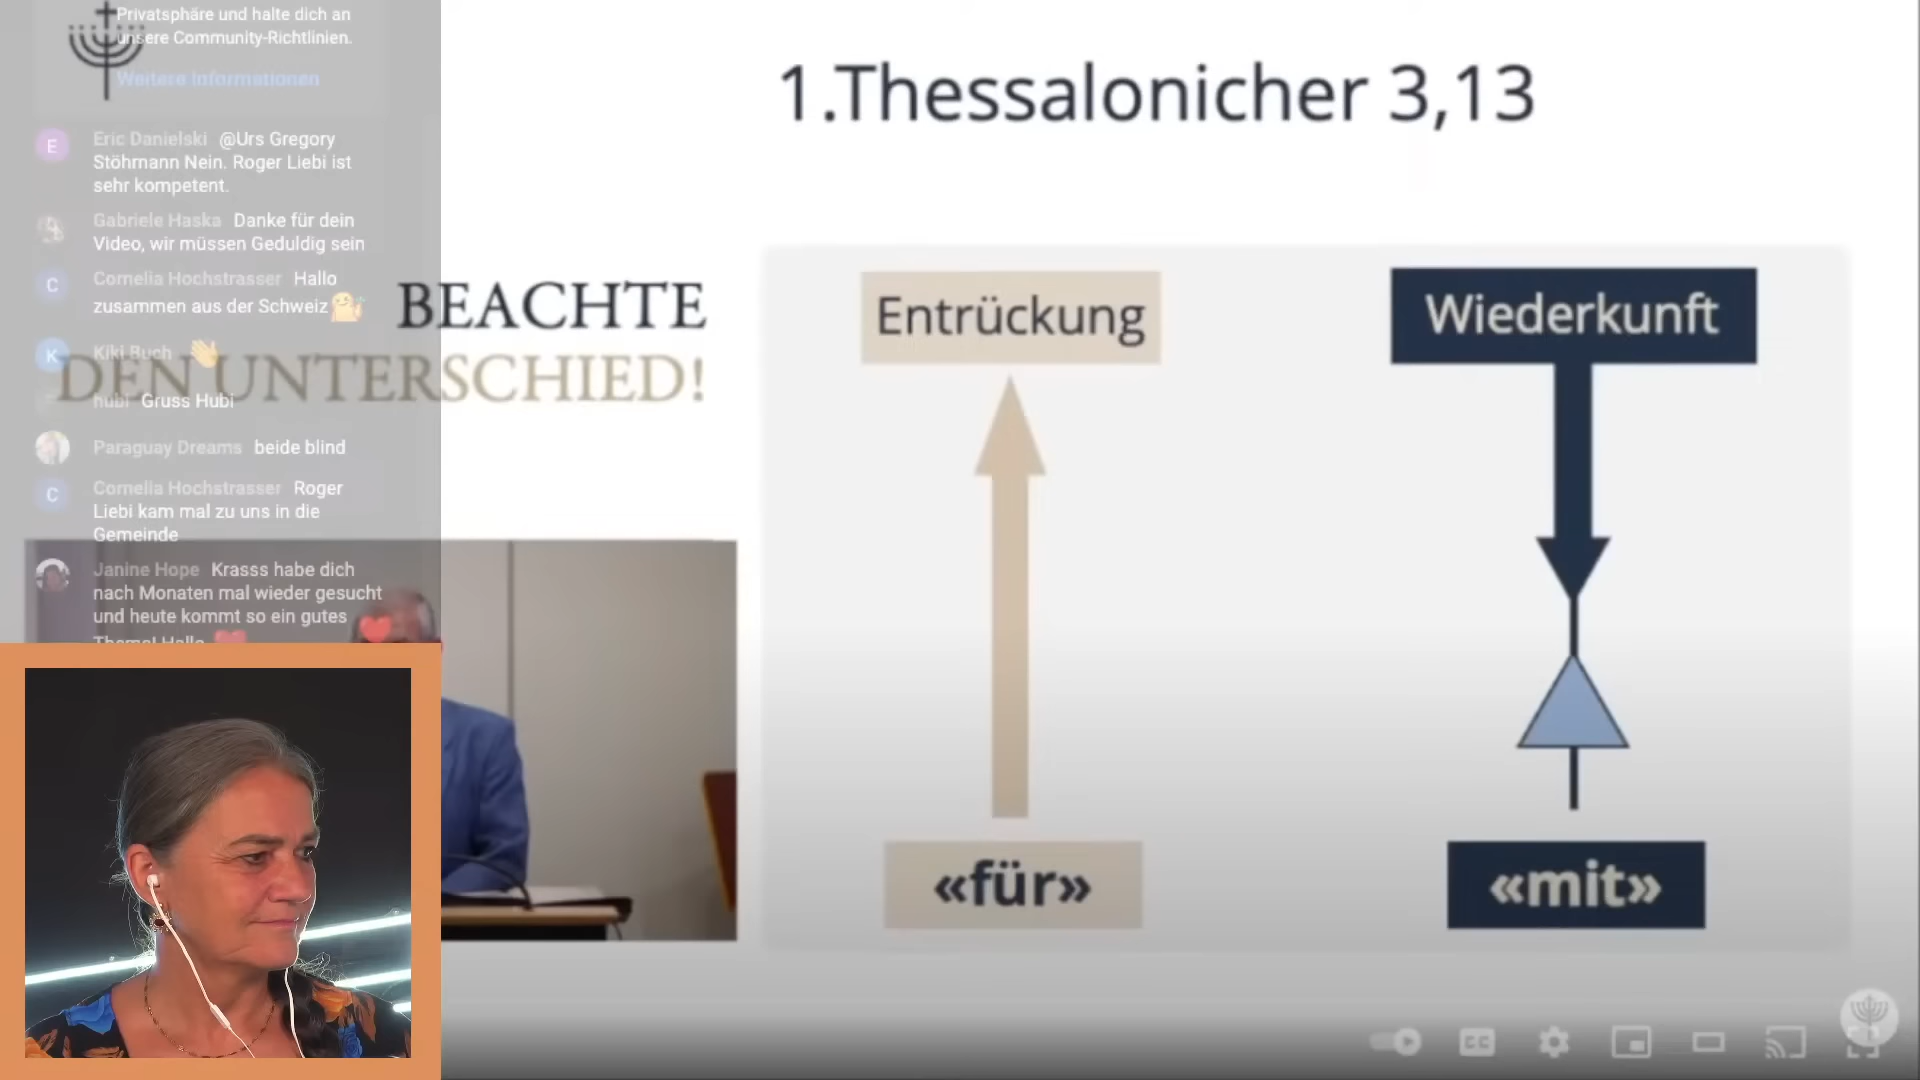 Privatsphäre und halte dich an
unsere Community-Richtlinien.
Weitere Informationen
Eric Danielski @Urs Gregory
Stöhmann Nein. Roger Liebi ist
sehr kompetent.
Gabriele Haska Danke für dein
Video, wir müssen Geduldig sein
Cornelia Hochstrasser Hallo
zusammen aus der Schweiz
Kiki Buch
hubi Gruss Hubi
Paraguay Dreams beide blind
Cornelia Hochstrasser Roger
Liebi kam mal zu uns in die
Gemeinde
Janine Hope Krasss habe dich
nach Monaten mal wieder gesucht
und heute kommt so ein gutes
Thema! Hallo
BEACHTE
DEN UNTERSCHIED!
1.Thessalonicher 3,13
Entrückung
Wiederkunft
«für»
«mit»
E
C
K
C
CC